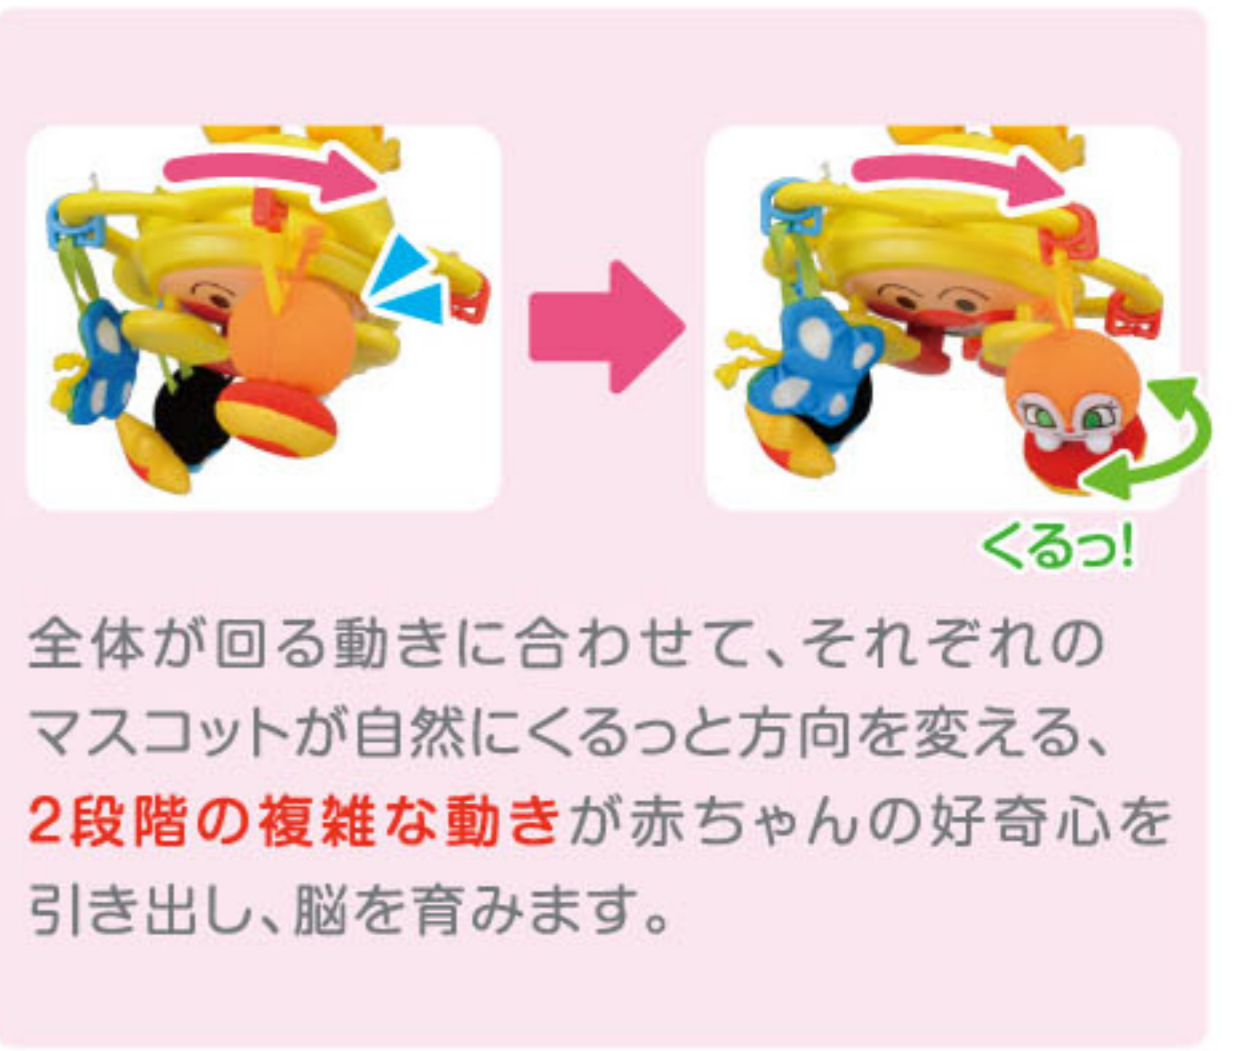 くるっ!
全体が回る動きに合わせて、それぞれの
マスコットが自然にくるっと方向を変える、
2段階の複雑な動きが赤ちゃんの好奇心を
引き出し、脳を育みます。